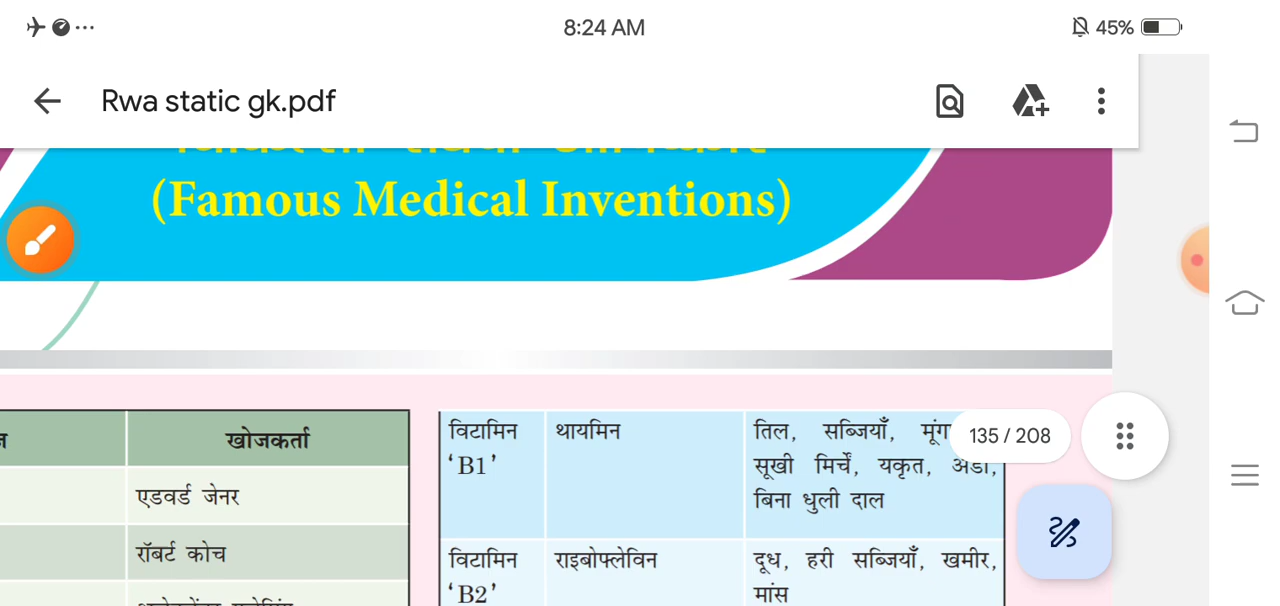 8:24 AM
45%
Rwa static gk.pdf
(Famous Medical Inventions)
135 / 208
खोजकर्ता
एडवर्ड जेनर
रॉबर्ट कोच
विटामिन
‘B1’
थायमिन
तिल, सब्जियाँ,
सूखी मिर्चें, यकृत, अंडा,
बिना धुली दाल
विटामिन
‘B2’
राइबोफ्लेविन
दूध, हरी सब्जियाँ, खमीर,
मांस